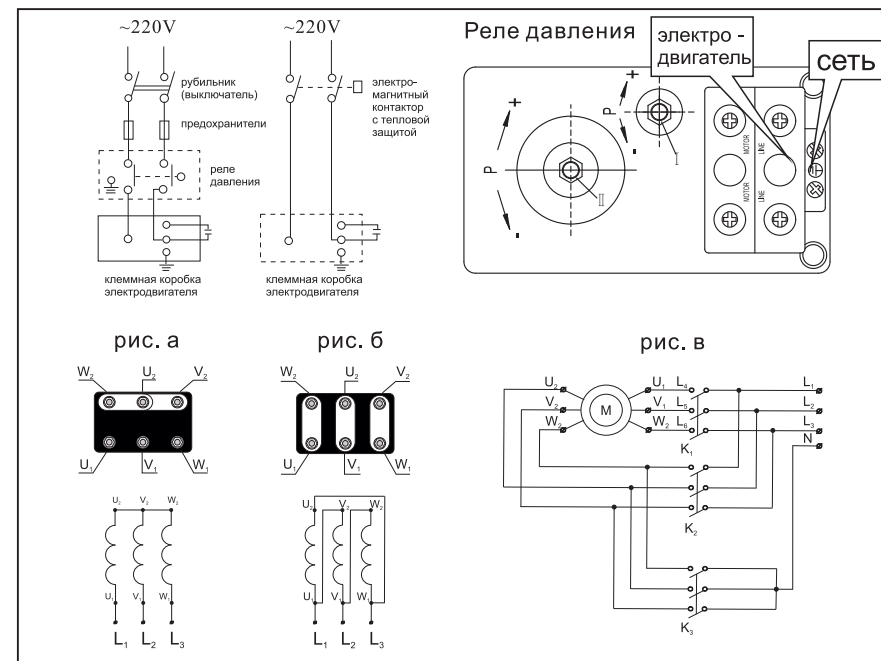 ~220V
~220V
рубильник
(выключатель)
предохранители
реле
давления
клеммная коробка
электродвигателя
электро-
магнитный
контактор
с тепловой
защитой
клеммная коробка
электродвигателя
Реле давления
электро -
двигатель
сеть
P
+
-
P
+
-
I
II
MOTOR
LINE
MOTOR
LINE
рис. а
W₂ U₂ V₂
U₁ V₁ W₁
U₂ V₂ W₂
U₁ V₁ W₁
L₁ L₂ L₃
рис. б
W₂ U₂ V₂
U₁ V₁ W₁
U₂ V₂ W₂
U₁ V₁ W₁
L₁ L₂ L₃
рис. в
U₂ U₁ L₄ L₁
V₂ M V₁ L₅ L₂
W₂ W₂ L₆ L₃
N
K₁
K₂
K₃